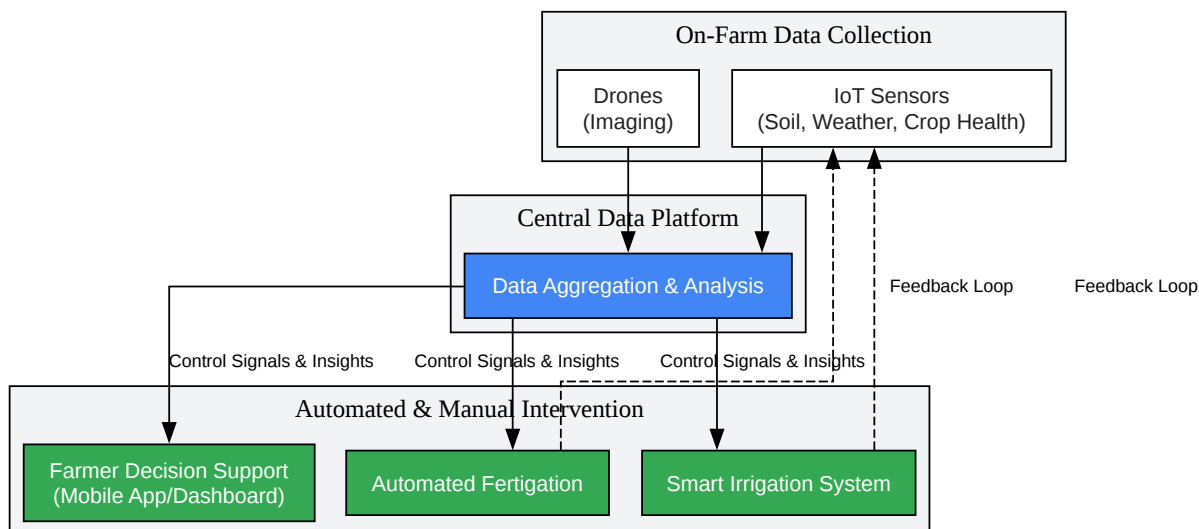 On-Farm Data Collection
Drones
(Imaging)
IoT Sensors
(Soil, Weather, Crop Health)
Central Data Platform
Data Aggregation & Analysis
Feedback Loop
Feedback Loop
Control Signals & Insights
Control Signals & Insights
Control Signals & Insights
Automated & Manual Intervention
Farmer Decision Support
(Mobile App/Dashboard)
Automated Fertigation
Smart Irrigation System